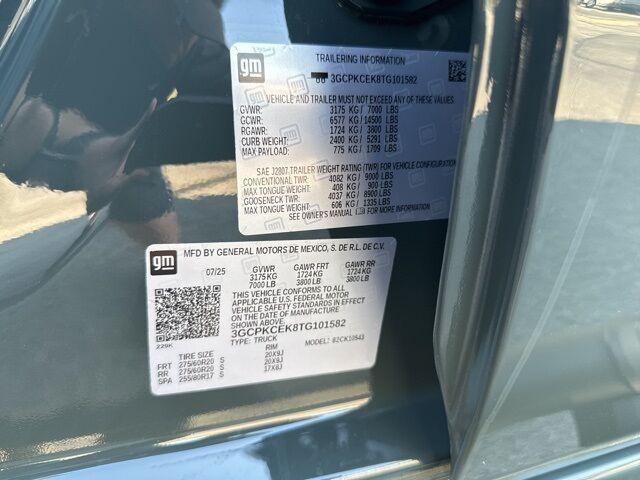 gm
TRAILERING INFORMATION
3GCPKCEK8TG101582
VEHICLE AND TRAILER MUST NOT EXCEED ANY OF THESE VALUES.
GVWR: 3175 KG / 7000 LBS
GCWR: 6577 KG / 14500 LBS
RGAWR: 1724 KG / 3800 LBS
CURB WEIGHT: 2400 KG / 5291 LBS
MAX PAYLOAD: 775 KG / 1709 LBS
SAE J2807 TRAILER WEIGHT RATING (TWR) FOR VEHICLE CONFIGURATION
CONVENTIONAL TWR: 4082 KG / 9000 LBS
MAX TONGUE WEIGHT: 408 KG / 900 LBS
GOOSENECK TWR: 4037 KG / 8900 LBS
MAX TONGUE WEIGHT: 606 KG / 1335 LBS
SEE OWNER'S MANUAL FOR MORE INFORMATION
gm
MFD BY GENERAL MOTORS DE MEXICO, S. DE R.L. DE C.V.
07/25 GVWR GAWR FRT GAWR RR
3175 KG 1724 KG 1724 KG
7000 LB 3800 LB 3800 LB
THIS VEHICLE CONFORMS TO ALL
APPLICABLE U.S. FEDERAL MOTOR
VEHICLE SAFETY STANDARDS IN EFFECT
ON THE DATE OF MANUFACTURE
SHOWN ABOVE.
3GCPKCEK8TG101582
TYPE: TRUCK MODEL: 82CK10543
TIRE SIZE RIM
FRT 275/60R20 S 20X9J
RR 275/60R20 S 20X9J
SPA 255/80R17 S 17X8J